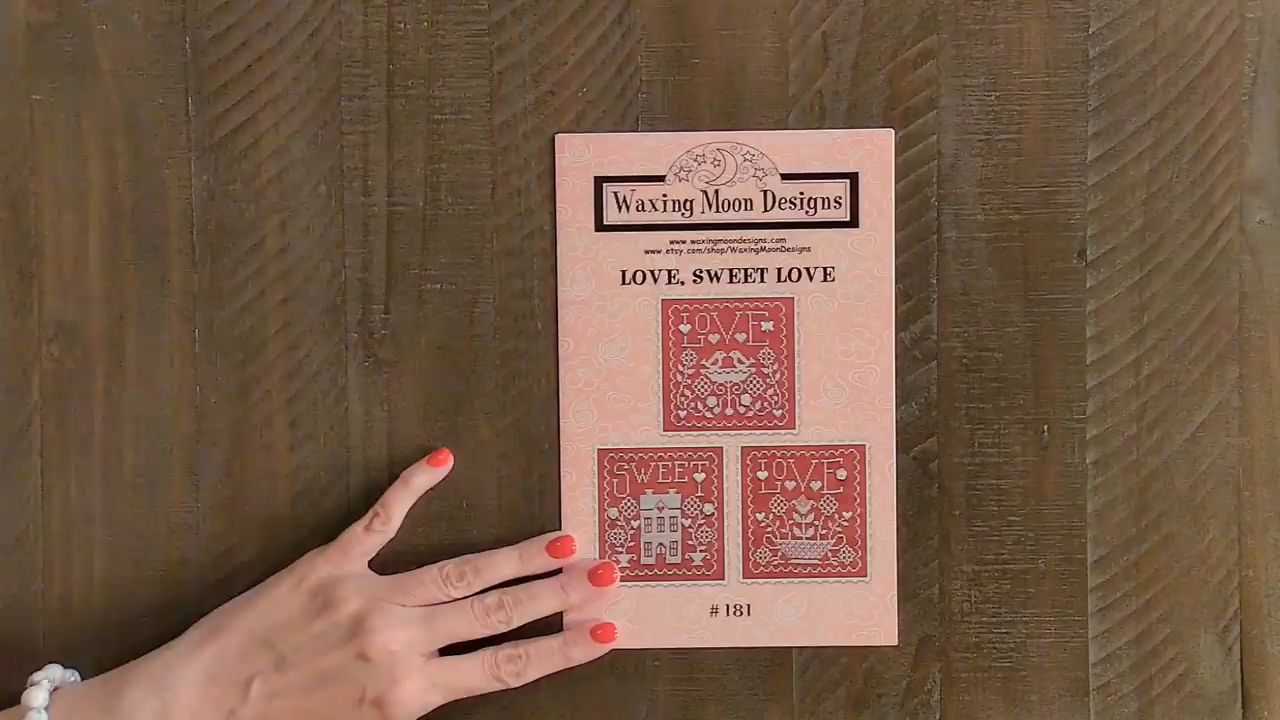 Waxing Moon Designs
www.waxingmoondesigns.com
www.etsy.com/shop/WaxingMoonDesigns
LOVE, SWEET LOVE
LOVE
SWEET
LOVE
#181